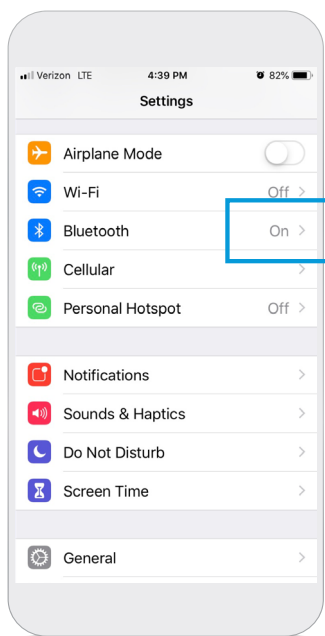 Verizon LTE 4:39 PM 82%
Settings
Airplane Mode
Wi-Fi Off
Bluetooth On
Cellular
Personal Hotspot Off
Notifications
Sounds & Haptics
Do Not Disturb
Screen Time
General